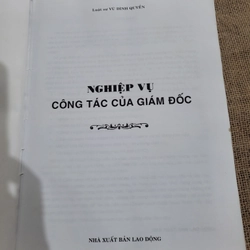 Luật sư VŨ ĐÌNH QUYỀN
NGHIỆP VỤ
CÔNG TÁC CỦA GIÁM ĐỐC
NHÀ XUẤT BẢN LAO ĐỘNG